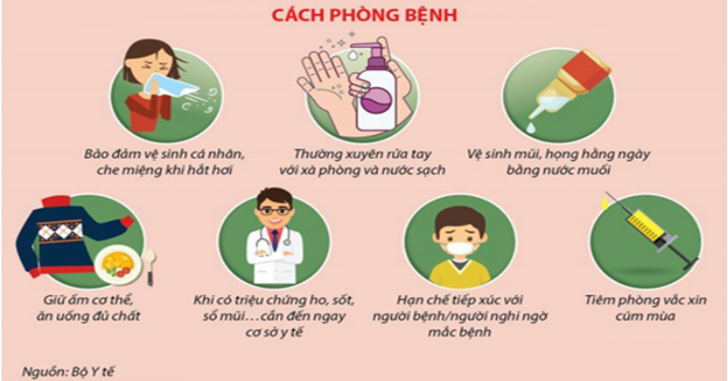 CÁCH PHÒNG BỆNH
Bảo đảm vệ sinh cá nhân,
che miệng khi hắt hơi
Thường xuyên rửa tay
với xà phòng và nước sạch
Vệ sinh mũi, họng hằng ngày
bằng nước muối
Giữ ấm cơ thể,
ăn uống đủ chất
Khi có triệu chứng ho, sốt,
sổ mũi...cần đến ngay
cơ sở y tế
Hạn chế tiếp xúc với
người bệnh/người nghi ngờ
mắc bệnh
Tiêm phòng vắc xin
cúm mùa
Nguồn: Bộ Y tế